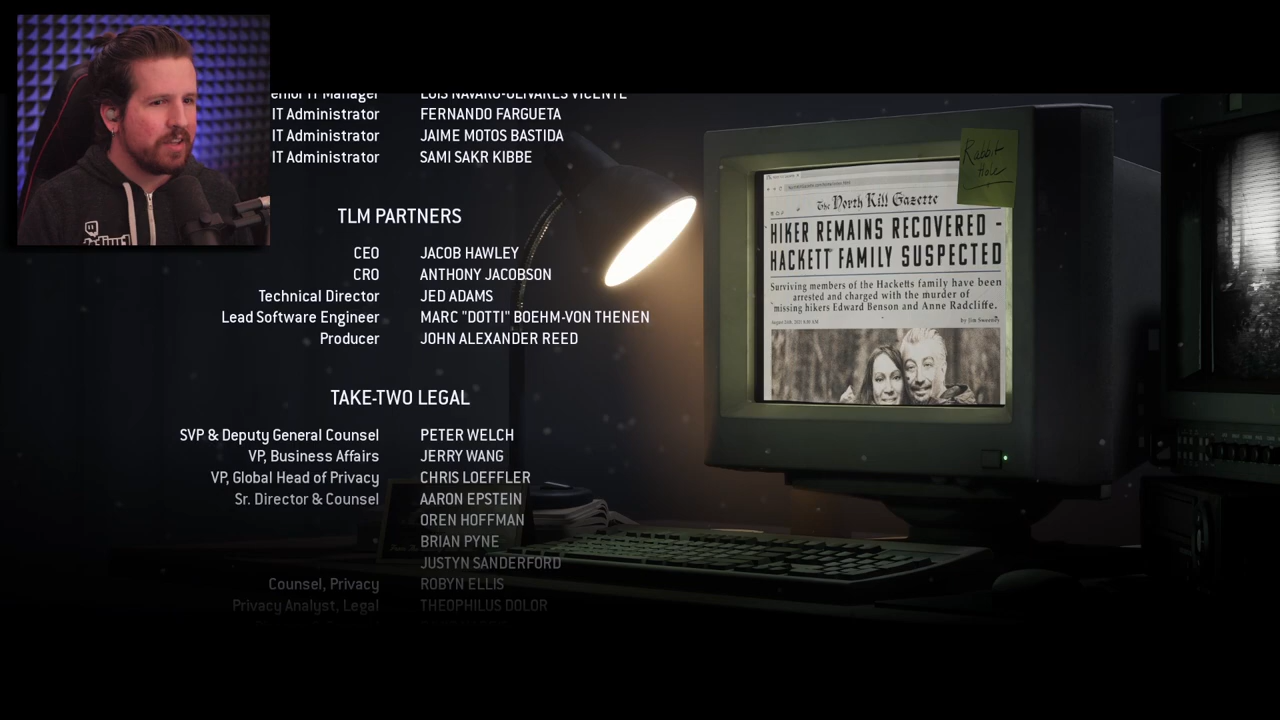 IT Administrator FERNANDO FARGUETA
IT Administrator JAIME MOTOS BASTIDA
IT Administrator SAMI SAKR KIBBE
TLM PARTNERS
CEO JACOB HAWLEY
CRO ANTHONY JACOBSON
Technical Director JED ADAMS
Lead Software Engineer MARC "DOTTI" BOEHM-VON THENEN
Producer JOHN ALEXANDER REED
TAKE-TWO LEGAL
SVP & Deputy General Counsel PETER WELCH
VP, Business Affairs JERRY WANG
VP, Global Head of Privacy CHRIS LOEFFLER
Sr. Director & Counsel AARON EPSTEIN
OREN HOFFMAN
BRIAN PYNE
JUSTYN SANDERFORD
Counsel, Privacy ROBYN ELLIS
Privacy Analyst, Legal THEOPHILUS DOLOR
Rabbit
Hole
The North Kill Gazette
HIKER REMAINS RECOVERED -
HACKETT FAMILY SUSPECTED
Surviving members of the Hacketts family have been
arrested and charged with the murder of
missing hikers Edward Benson and Anne Radcliffe.
by Jim Sweeney